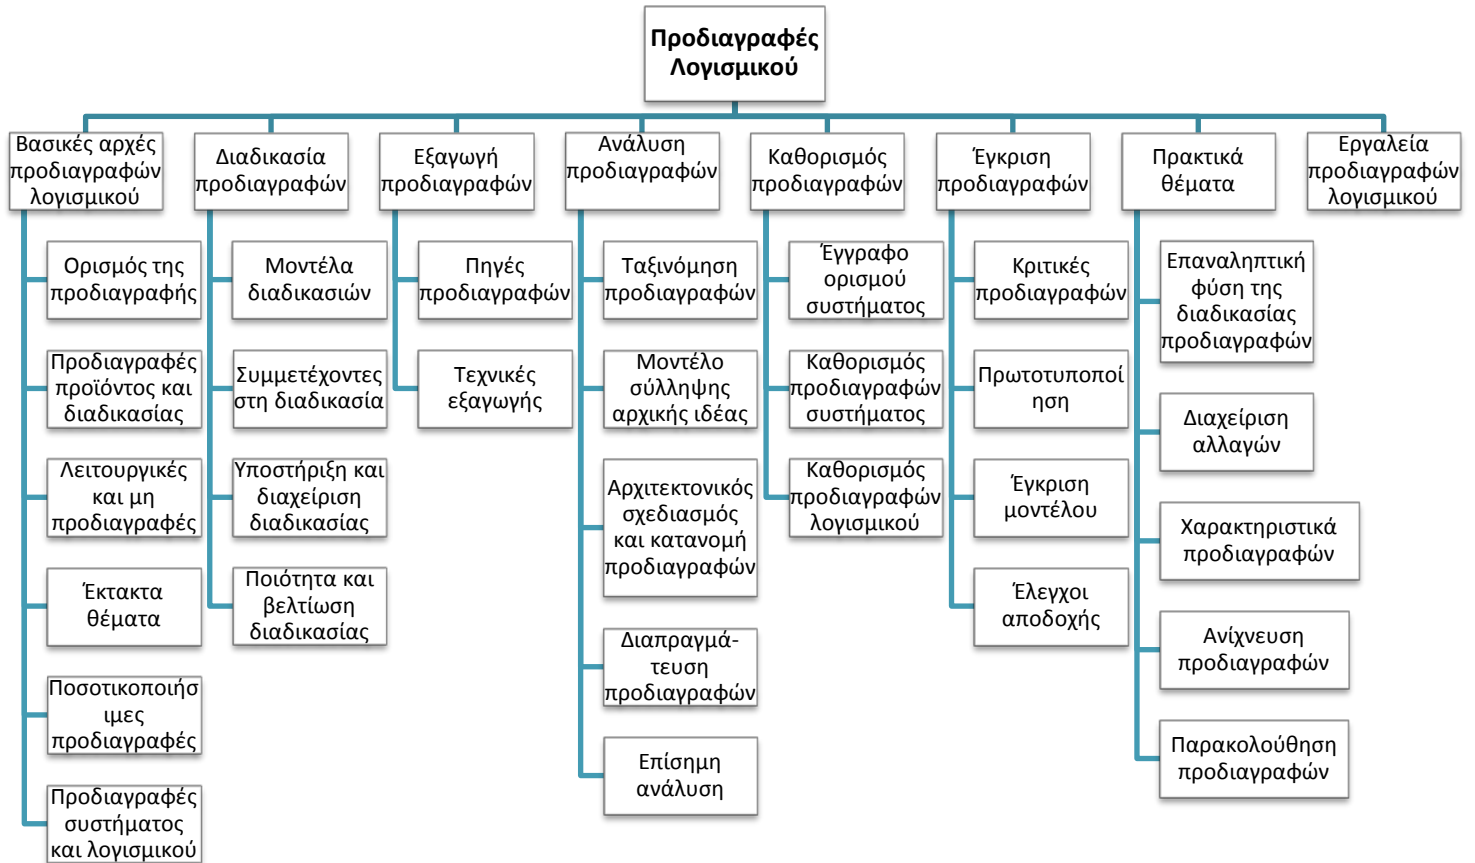 Προδιαγραφές
Λογισμικού
Βασικές αρχές
προδιαγραφών
λογισμικού
Ορισμός της
προδιαγραφής
Προδιαγραφές
προϊόντος και
διαδικασίας
Λειτουργικές
και μη
προδιαγραφές
Έκτακτα
θέματα
Ποσοτικοποιήσ
ιμες
προδιαγραφές
Προδιαγραφές
συστήματος
και λογισμικού
Διαδικασία
προδιαγραφών
Μοντέλα
διαδικασιών
Συμμετέχοντες
στη διαδικασία
Υποστήριξη και
διαχείριση
διαδικασίας
Ποιότητα και
βελτίωση
διαδικασίας
Εξαγωγή
προδιαγραφών
Πηγές
προδιαγραφών
Τεχνικές
εξαγωγής
Ανάλυση
προδιαγραφών
Ταξινόμηση
προδιαγραφών
Μοντέλο
σύλληψης
αρχικής ιδέας
Αρχιτεκτονικός
σχεδιασμός
και κατανομή
προδιαγραφών
Διαπραγμά-
τευση
προδιαγραφών
Επίσημη
ανάλυση
Καθορισμός
προδιαγραφών
Έγγραφο
ορισμού
συστήματος
Καθορισμός
προδιαγραφών
συστήματος
Καθορισμός
προδιαγραφών
λογισμικού
Έγκριση
προδιαγραφών
Κριτικές
προδιαγραφών
Πρωτοτυποποί
ηση
Έγκριση
μοντέλου
Έλεγχοι
αποδοχής
Πρακτικά
θέματα
Επαναληπτική
φύση της
διαδικασίας
προδιαγραφών
Διαχείριση
αλλαγών
Χαρακτηριστικά
προδιαγραφών
Ανίχνευση
προδιαγραφών
Παρακολούθηση
προδιαγραφών
Εργαλεία
προδιαγραφών
λογισμικού